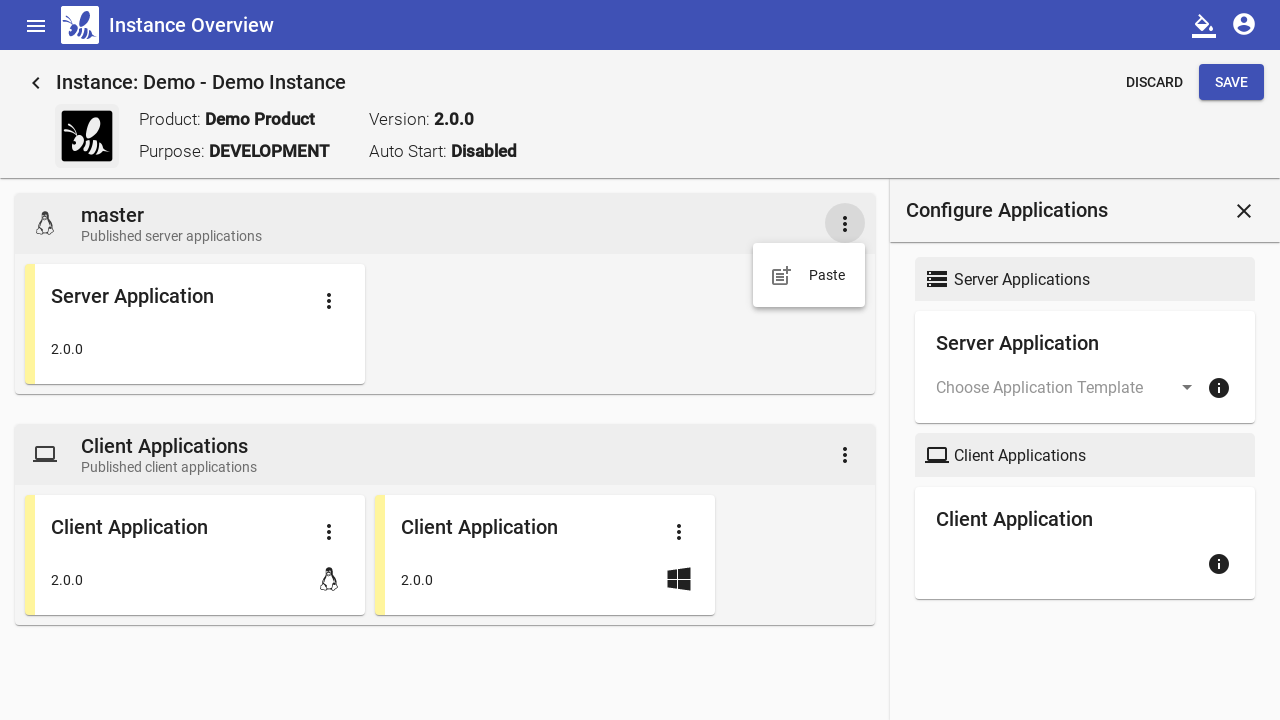 Instance Overview
Instance: Demo - Demo Instance
DISCARD
SAVE
Product: Demo Product
Version: 2.0.0
Purpose: DEVELOPMENT
Auto Start: Disabled
master
Published server applications
Paste
Server Application
2.0.0
Client Applications
Published client applications
Client Application
2.0.0
Client Application
2.0.0
Configure Applications
Server Applications
Server Application
Choose Application Template
Client Applications
Client Application